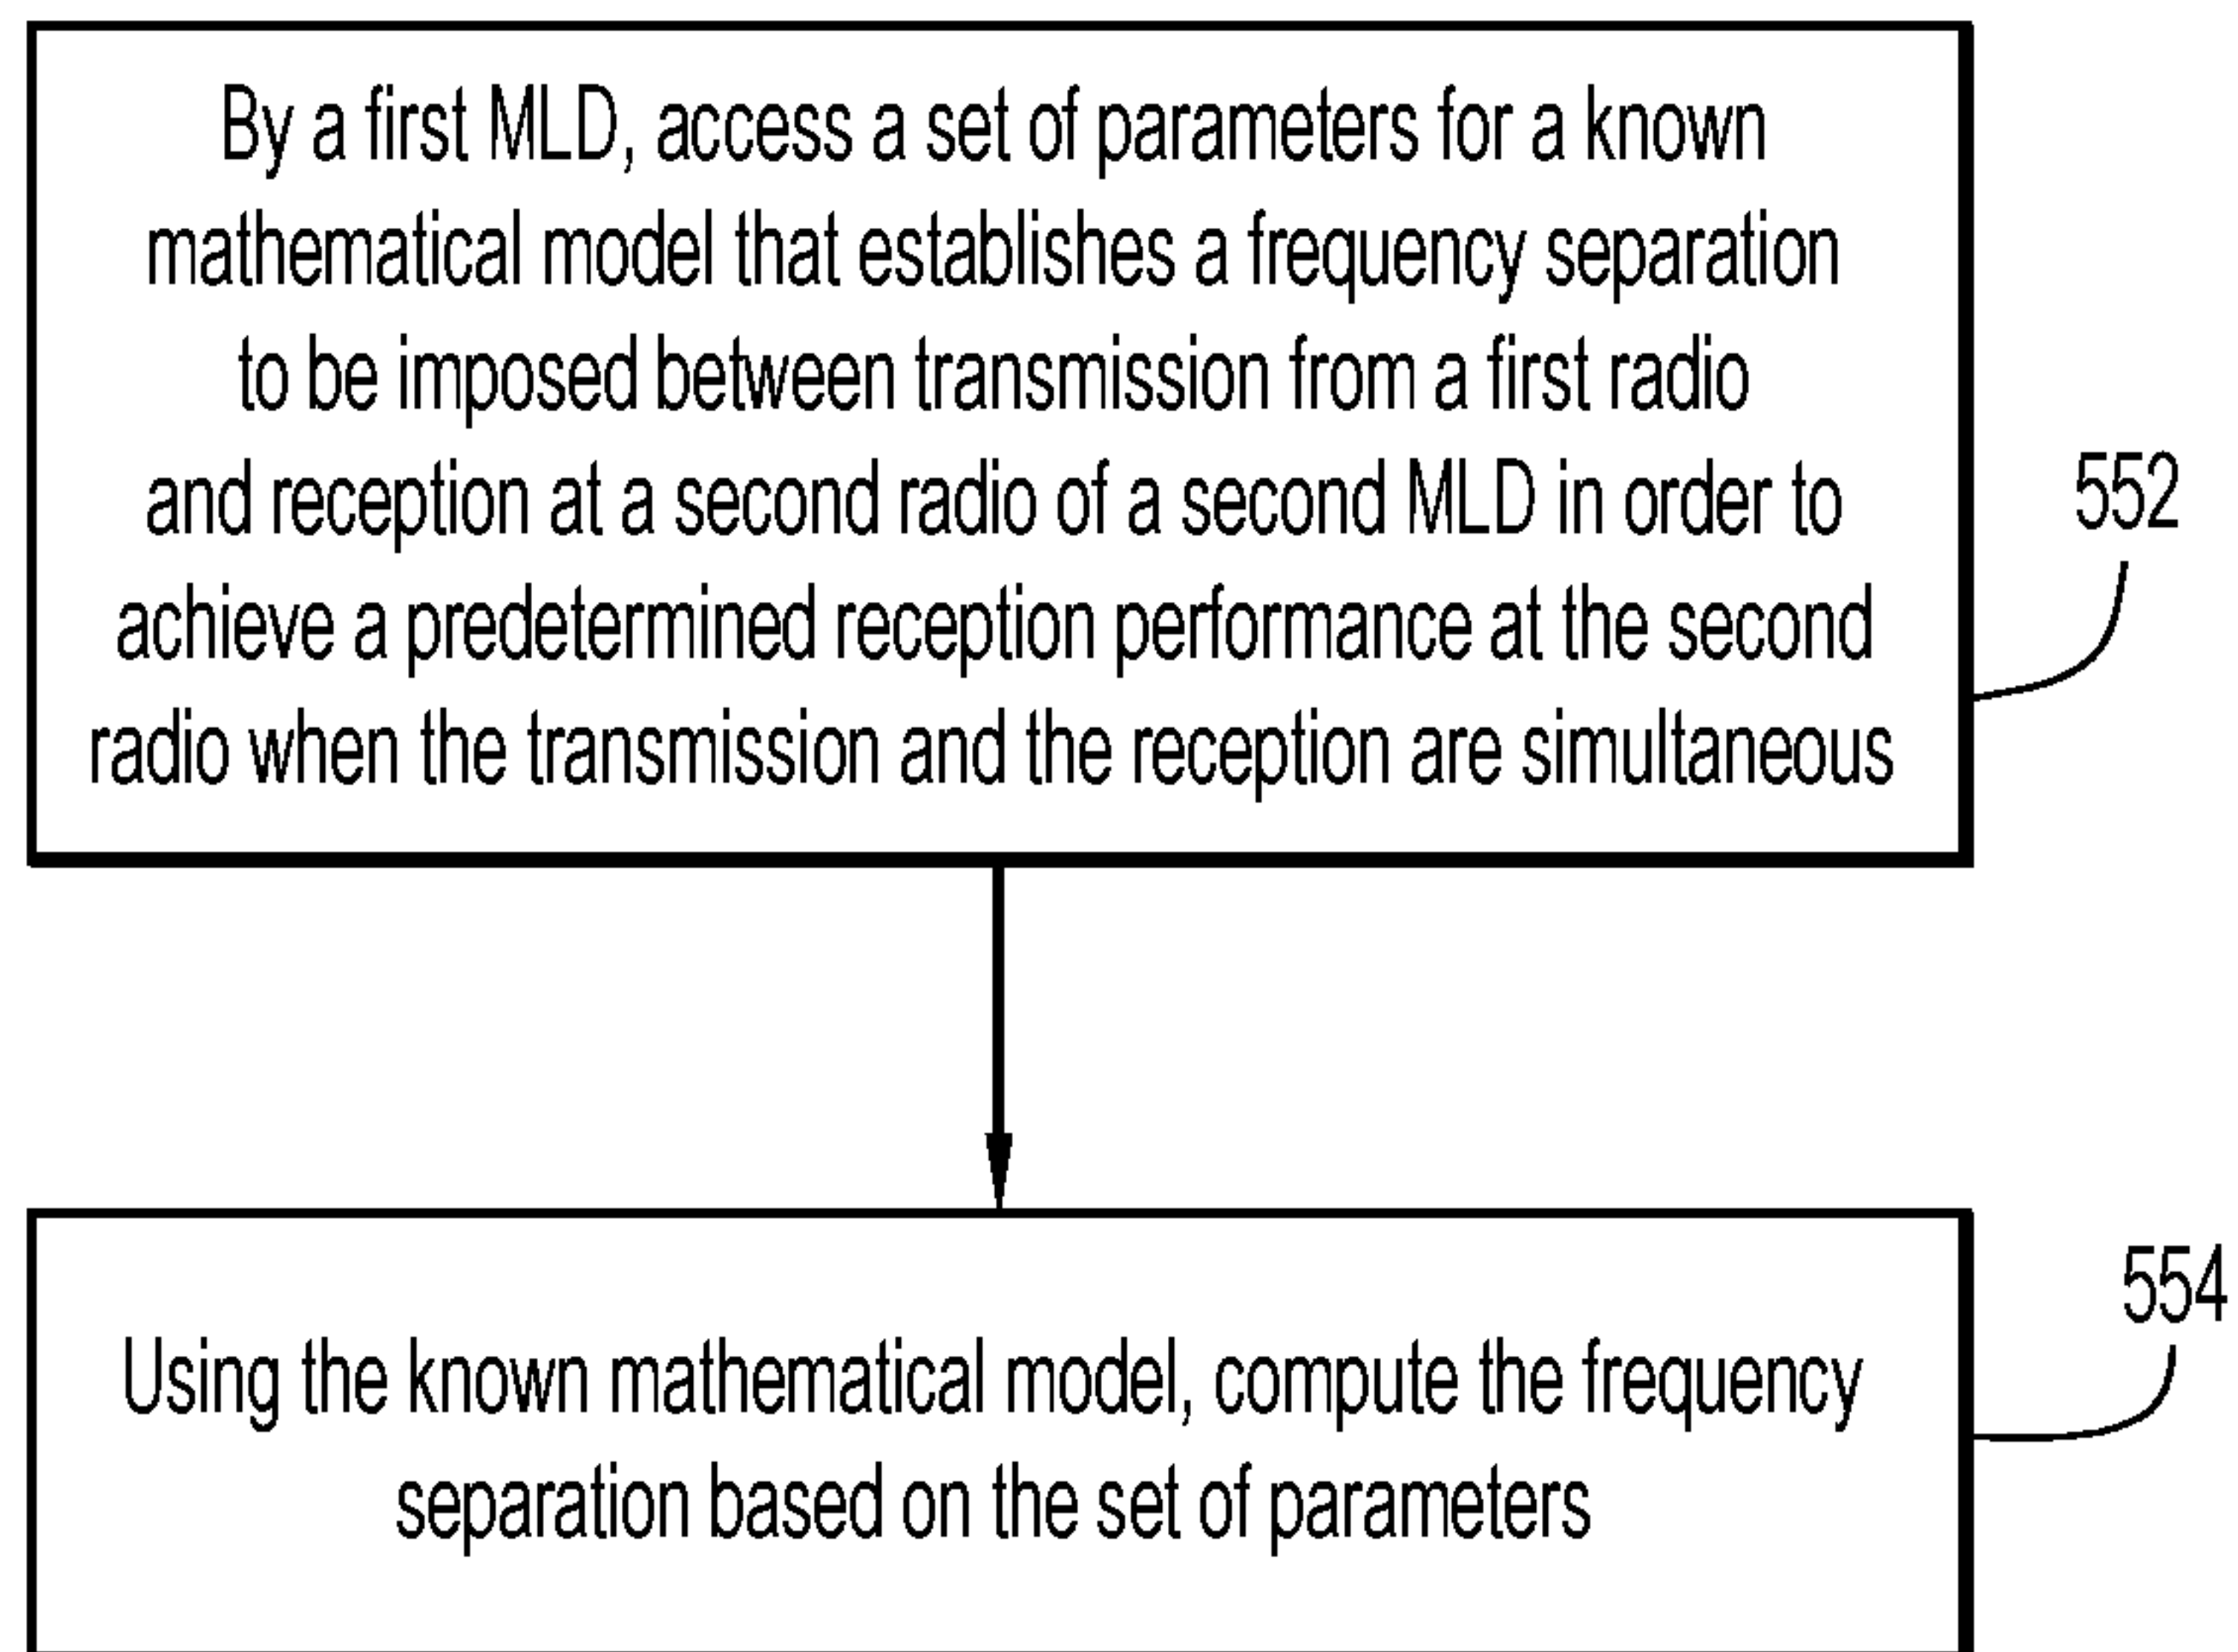 By a first MLD, access a set of parameters for a known
mathematical model that establishes a frequency separation
to be imposed between transmission from a first radio
and reception at a second radio of a second MLD in order to
achieve a predetermined reception performance at the second
radio when the transmission and the reception are simultaneous
552
Using the known mathematical model, compute the frequency
separation based on the set of parameters
554